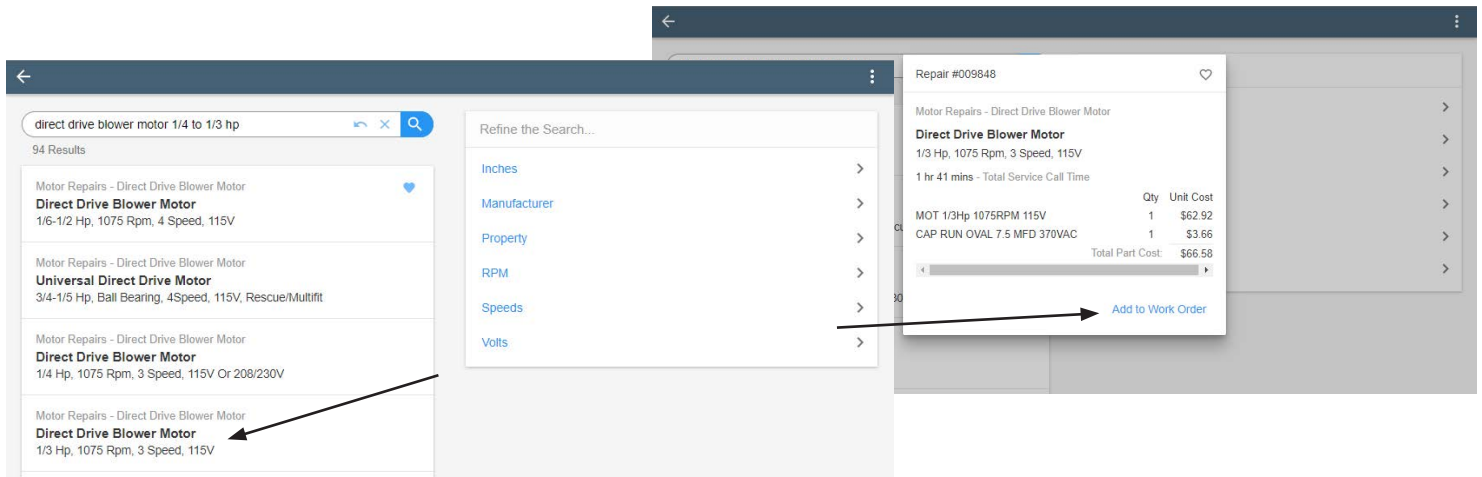 direct drive blower motor 1/4 to 1/3 hp
94 Results
Motor Repairs - Direct Drive Blower Motor
Direct Drive Blower Motor
1/6-1/2 Hp, 1075 Rpm, 4 Speed, 115V
Motor Repairs - Direct Drive Blower Motor
Universal Direct Drive Motor
3/4-1/5 Hp, Ball Bearing, 4Speed, 115V, Rescue/Multifit
Motor Repairs - Direct Drive Blower Motor
Direct Drive Blower Motor
1/4 Hp, 1075 Rpm, 3 Speed, 115V Or 208/230V
Motor Repairs - Direct Drive Blower Motor
Direct Drive Blower Motor
1/3 Hp, 1075 Rpm, 3 Speed, 115V
Refine the Search...
Inches
Manufacturer
Property
RPM
Speeds
Volts
Repair #009848
Motor Repairs - Direct Drive Blower Motor
Direct Drive Blower Motor
1/3 Hp, 1075 Rpm, 3 Speed, 115V
1 hr 41 mins - Total Service Call Time
Qty Unit Cost
MOT 1/3Hp 1075RPM 115V 1 $62.92
CAP RUN OVAL 7.5 MFD 370VAC 1 $3.66
Total Part Cost: $66.58
Add to Work Order